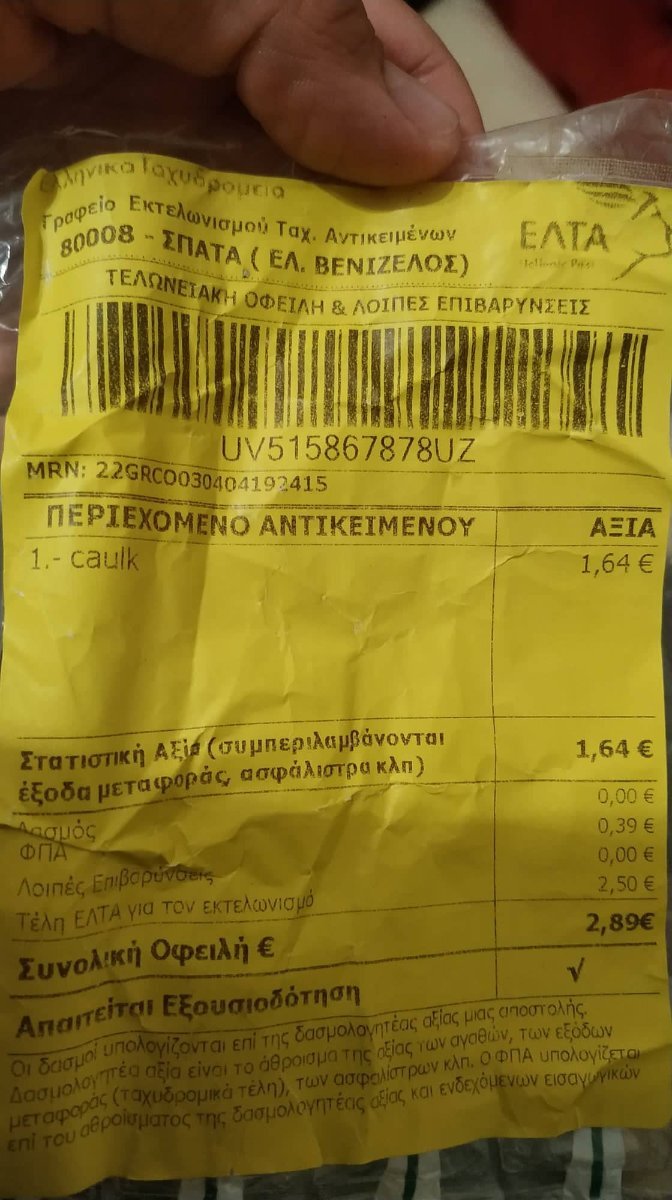 Ελληνικά Ταχυδρομεία
Γραφείο Εκτελωνισμού Ταχ. Αντικειμένων
80008 - ΣΠΑΤΑ ( ΕΛ. ΒΕΝΙΖΕΛΟΣ)
ΕΛΤΑ
Hellenic Post
ΤΕΛΩΝΕΙΑΚΗ ΟΦΕΙΛΗ & ΛΟΙΠΕΣ ΕΠΙΒΑΡΥΝΣΕΙΣ
UV515867878UZ
MRN: 22GRCO030404192415
ΠΕΡΙΕΧΟΜΕΝΟ ΑΝΤΙΚΕΙΜΕΝΟΥ ΑΞΙΑ
1.- caulk 1,64 €
Στατιστική Αξία (συμπεριλαμβάνονται
έξοδα μεταφοράς, ασφάλιστρα κλπ) 1,64 €
Δασμός 0,00 €
ΦΠΑ 0,39 €
Λοιπές Επιβαρύνσεις 0,00 €
Τέλη ΕΛΤΑ για τον εκτελωνισμό 2,50 €
Συνολική Οφειλή € 2,89€
Απαιτείται Εξουσιοδότηση √
Οι δασμοί υπολογίζονται επί της δασμολογητέας αξίας μιας αποστολής.
Δασμολογητέα αξία είναι το άθροισμα της αξίας των αγαθών, των εξόδων
μεταφοράς (ταχυδρομικά τέλη), των ασφαλίστρων κλπ. Ο ΦΠΑ υπολογίζεται
επί του αθροίσματος της δασμολογητέας αξίας και ενδεχόμενων εισαγωγικών